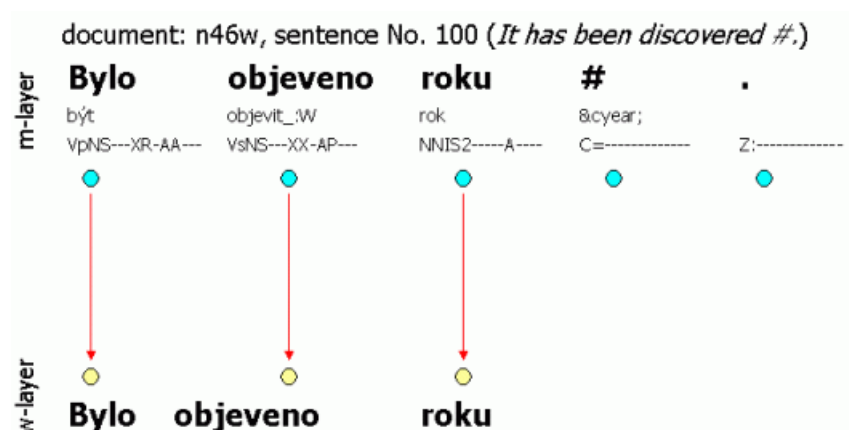 document: n46w, sentence No. 100 (It has been discovered #.)
m-layer
Bylo objeveno roku # .
být objevit_:W rok &cyear;
VpNS---XR-AA--- VsNS---XX-AP--- NNIS2-----A---- C=------------- Z:-------------
w-layer
Bylo objeveno roku